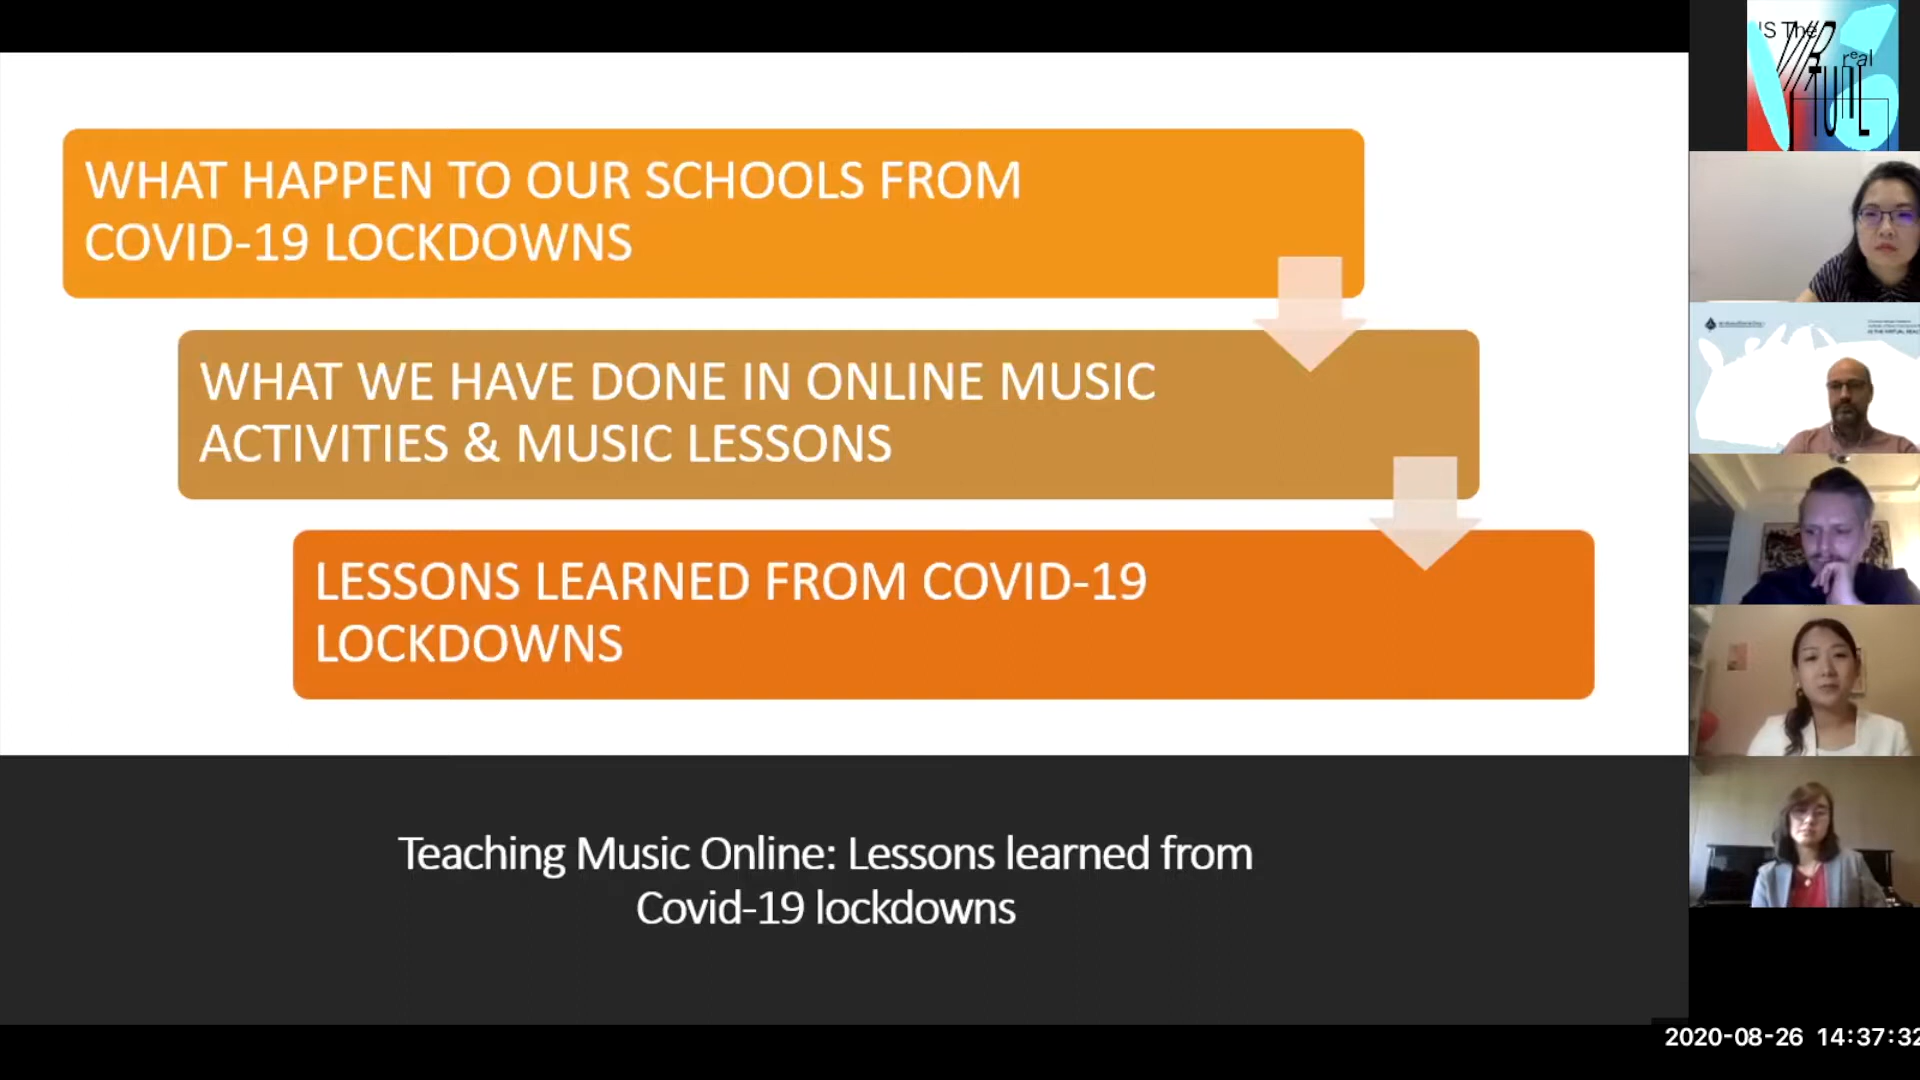 WHAT HAPPEN TO OUR SCHOOLS FROM
COVID-19 LOCKDOWNS
WHAT WE HAVE DONE IN ONLINE MUSIC
ACTIVITIES & MUSIC LESSONS
LESSONS LEARNED FROM COVID-19
LOCKDOWNS
Teaching Music Online: Lessons learned from
Covid-19 lockdowns
The
real
2020-08-26 14:37:32